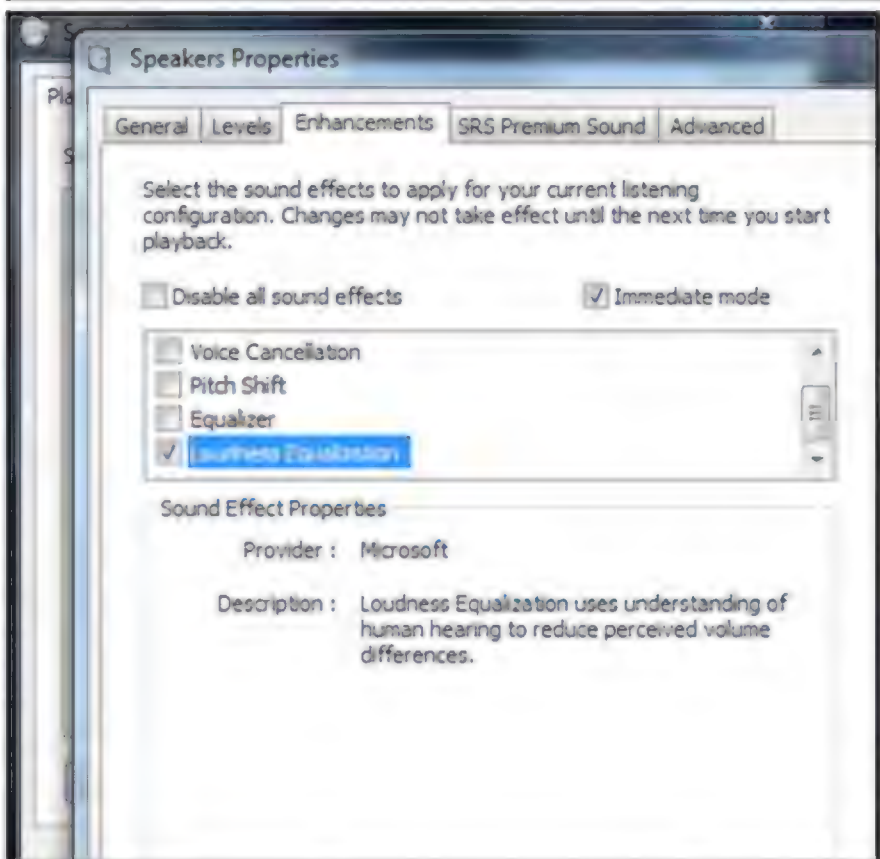 Speakers Properties
General Levels Enhancements SRS Premium Sound Advanced
Select the sound effects to apply for your current listening
configuration. Changes may not take effect until the next time you start
playback.
Disable all sound effects Immediate mode
Voice Cancellation
Pitch Shift
Equalizer
Loudness Equalization
Sound Effect Properties
Provider : Microsoft
Description : Loudness Equalization uses understanding of
human hearing to reduce perceived volume
differences.